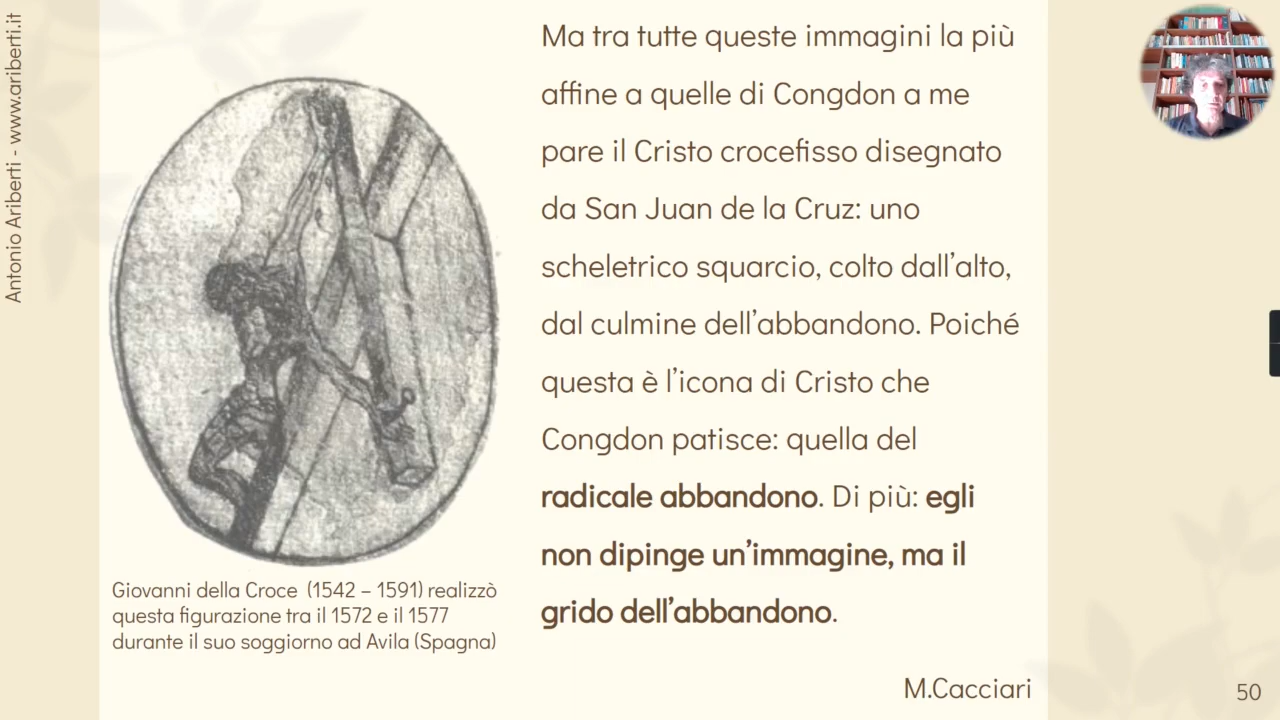 Antonio Ariberti - www.ariberti.it
Ma tra tutte queste immagini la più
affine a quelle di Congdon a me
pare il Cristo crocefisso disegnato
da San Juan de la Cruz: uno
scheletrico squarcio, colto dall’alto,
dal culmine dell’abbandono. Poiché
questa è l’icona di Cristo che
Congdon patisce: quella del
radicale abbandono. Di più: egli
non dipinge un’immagine, ma il
grido dell’abbandono.
M.Cacciari
Giovanni della Croce (1542 – 1591) realizzò
questa figurazione tra il 1572 e il 1577
durante il suo soggiorno ad Avila (Spagna)
50